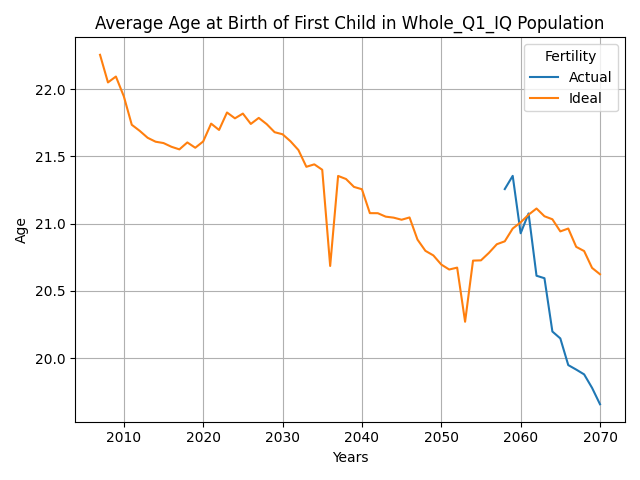 Average Age at Birth of First Child in Whole_Q1_IQ Population
Fertility
Actual
Ideal
22.0
21.5
21.0
20.5
20.0
Age
2010 2020 2030 2040 2050 2060 2070
Years